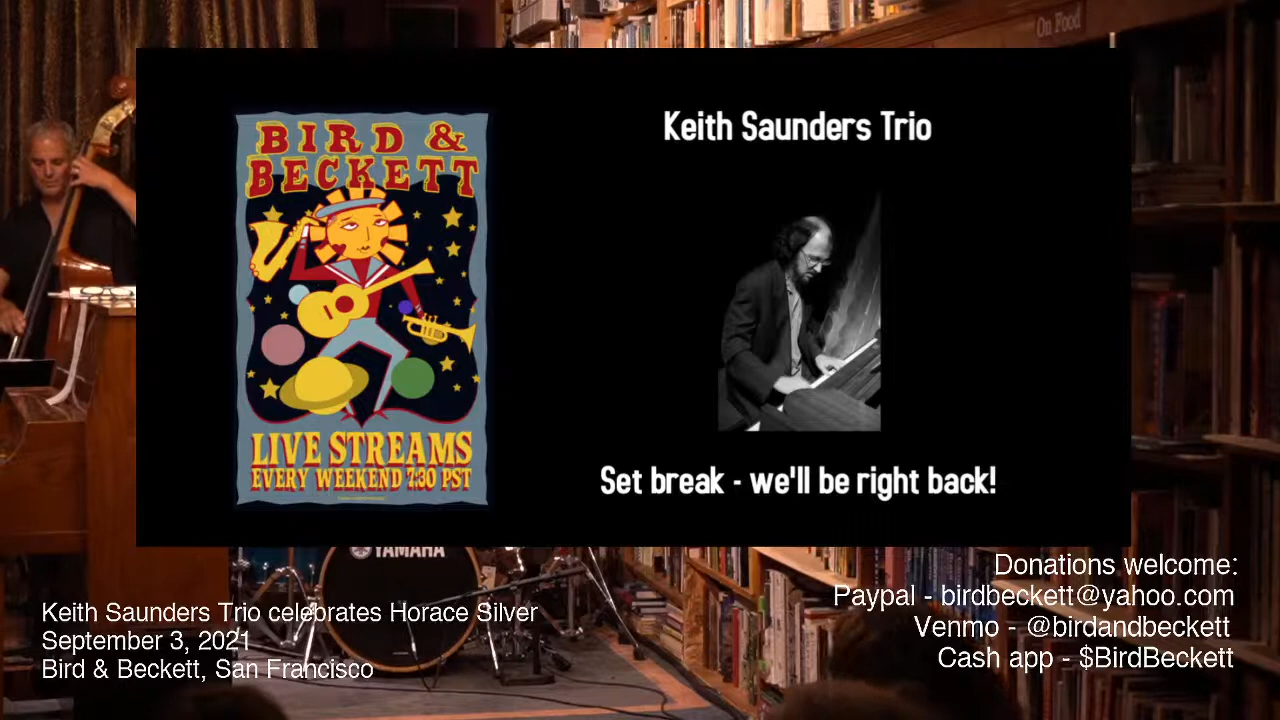 On Food
BIRD &
BECKETT
LIVE STREAMS
EVERY WEEKEND 7:30 PST
Keith Saunders Trio
Set break - we'll be right back!
YAMAHA
Keith Saunders Trio celebrates Horace Silver
September 3, 2021
Bird & Beckett, San Francisco
Donations welcome:
Paypal - birdbeckett@yahoo.com
Venmo - @birdandbeckett
Cash app - $BirdBeckett